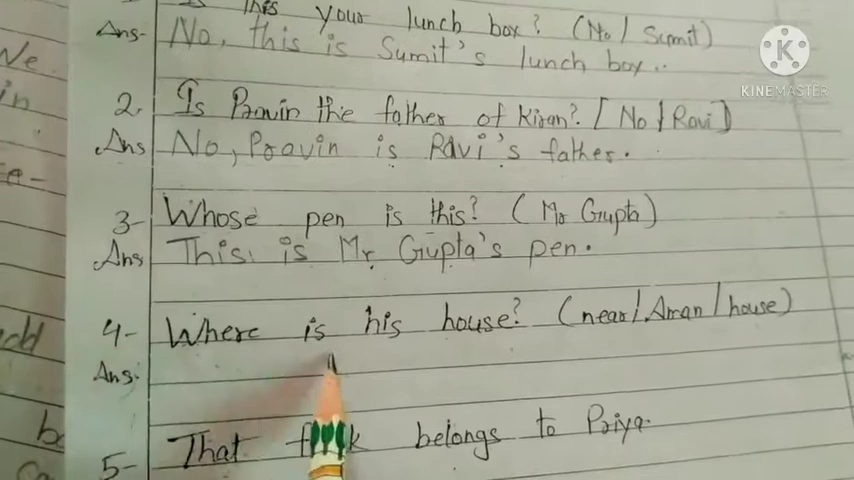 this your lunch box? (No / Sumit)
Ans- No, this is Sumit's lunch box..
KINEMASTER
2. Is Pravin the father of Kiran? [No / Ravi]
Ans No, Pravin is Ravi's father.
3- Whose pen is this? (Mr Gupta)
Ans This. is Mr. Gupta's pen.
4- Where is his house? (near / Aman / house)
Ans.
5- That belongs to Priya.